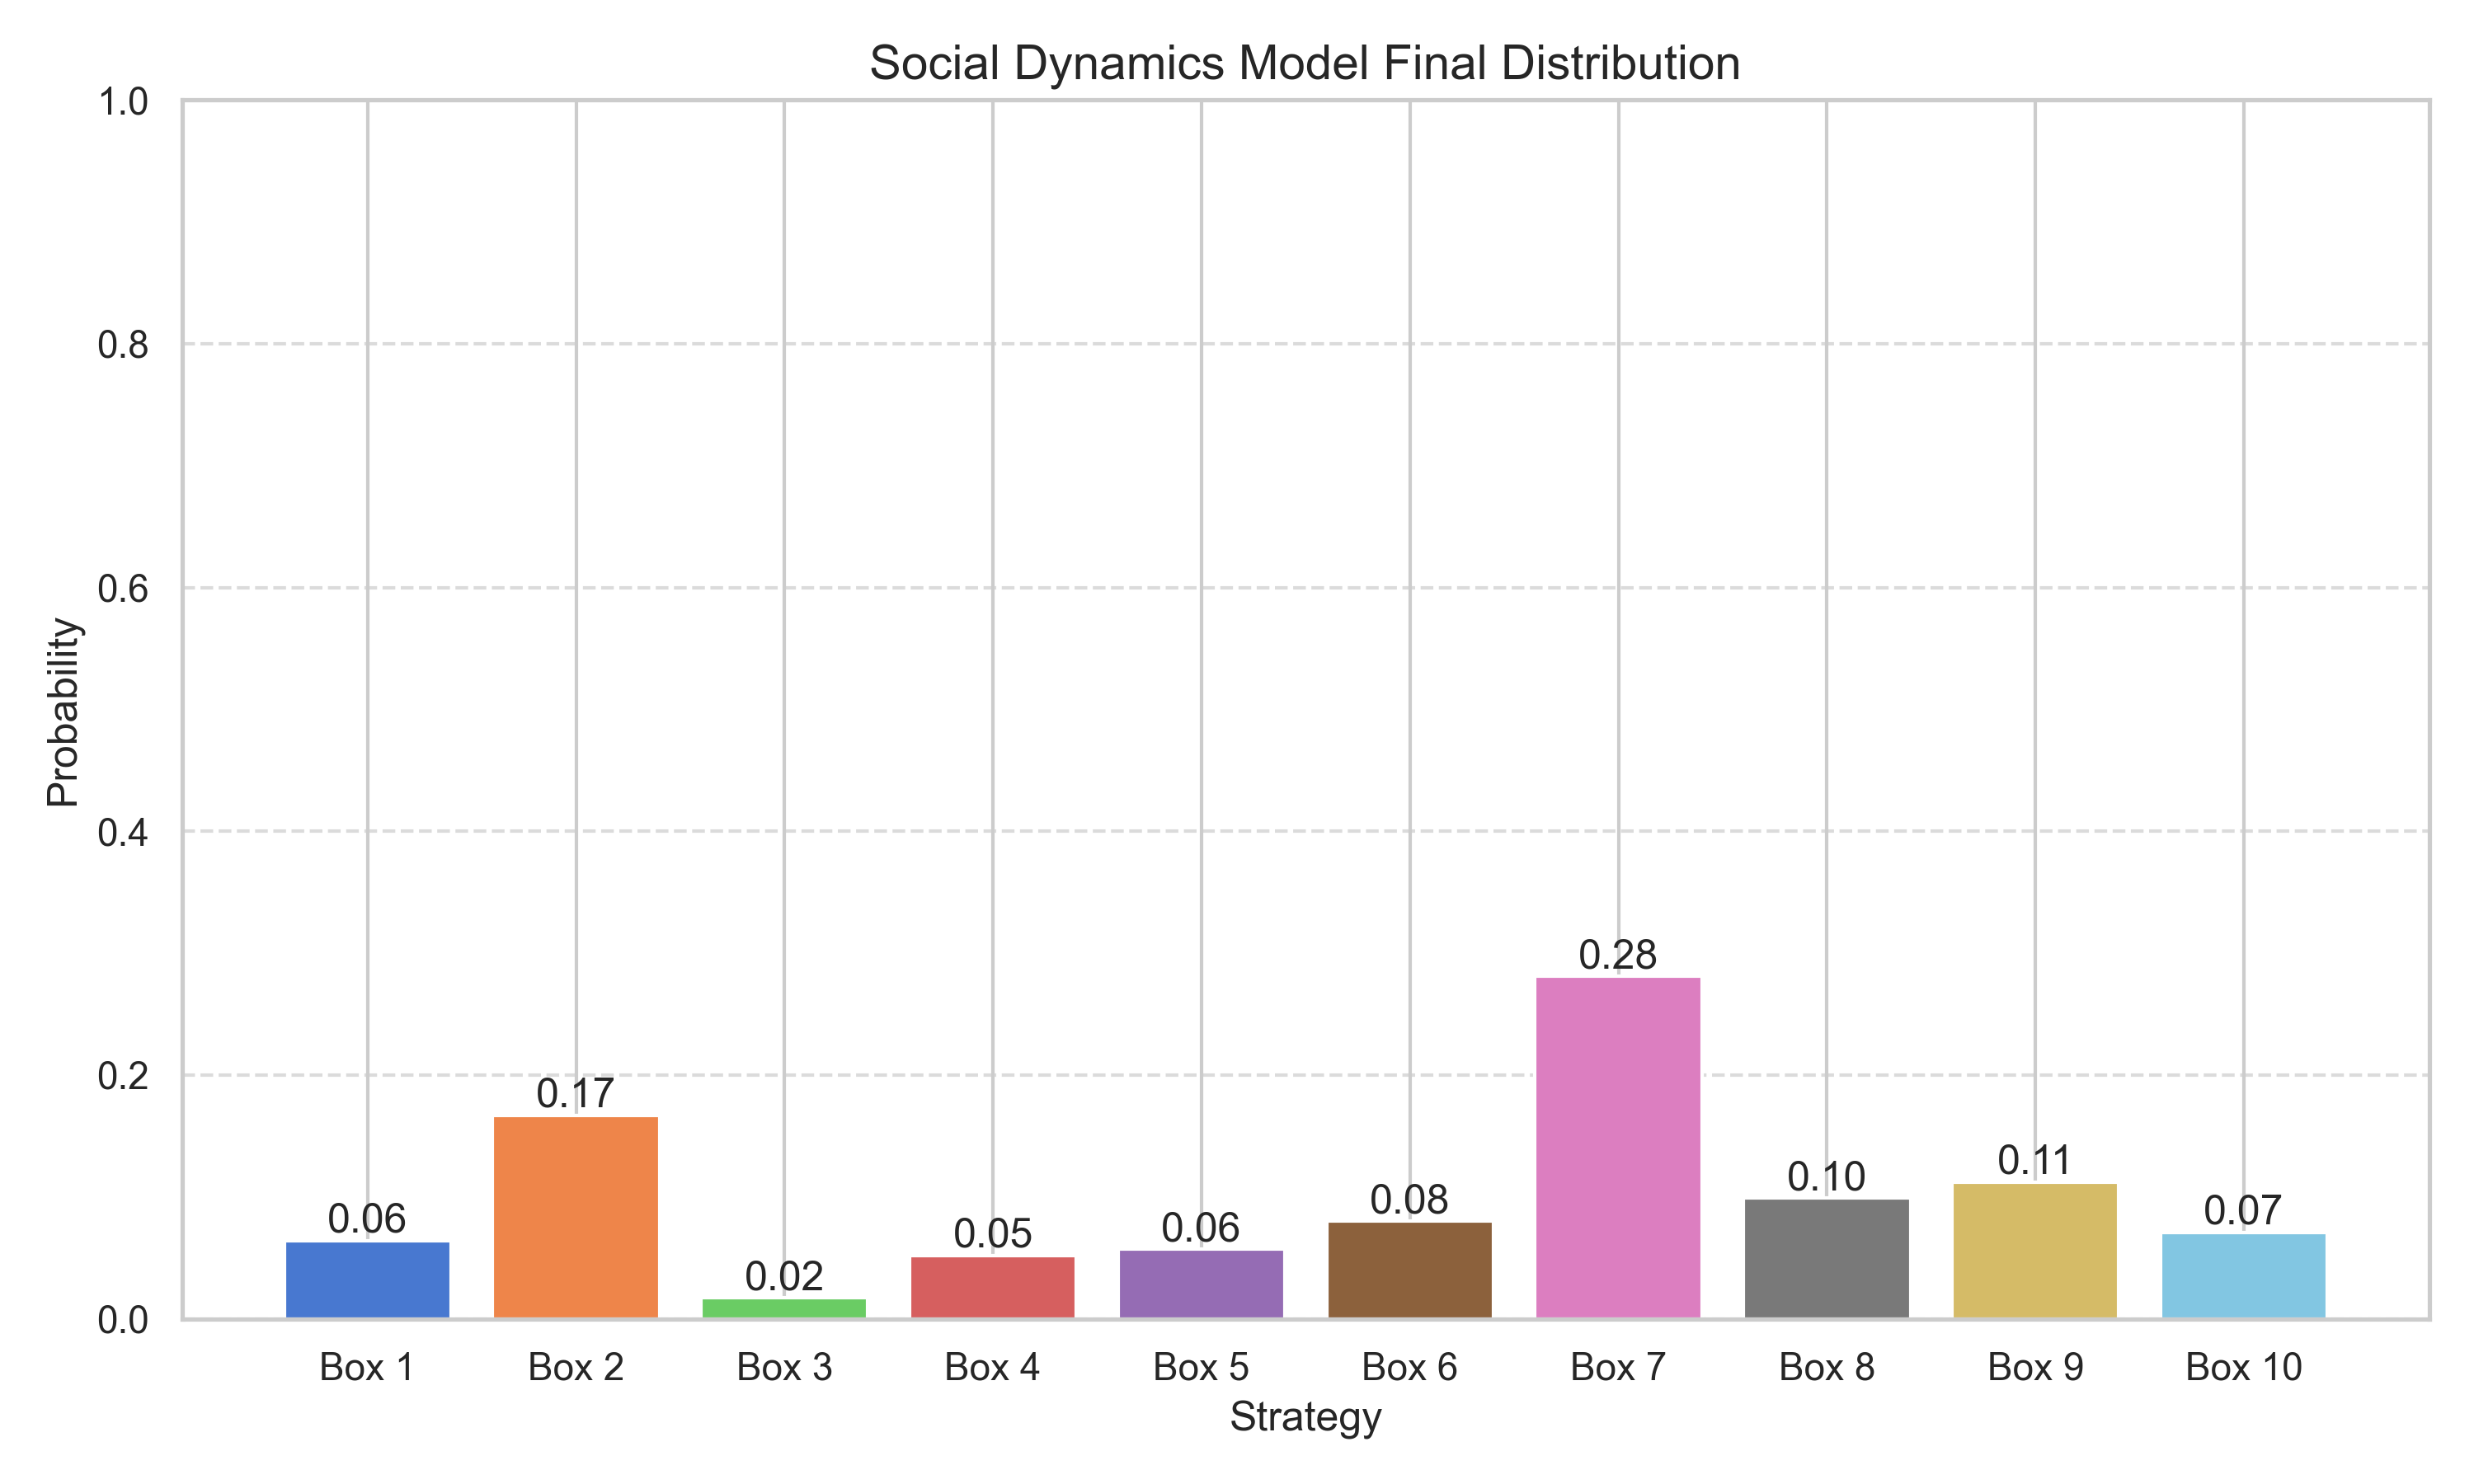 Social Dynamics Model Final Distribution
1.0
0.8
0.6
0.4
0.2
0.0
Probability
0.06
0.17
0.02
0.05
0.06
0.08
0.28
0.10
0.11
0.07
Box 1
Box 2
Box 3
Box 4
Box 5
Box 6
Box 7
Box 8
Box 9
Box 10
Strategy